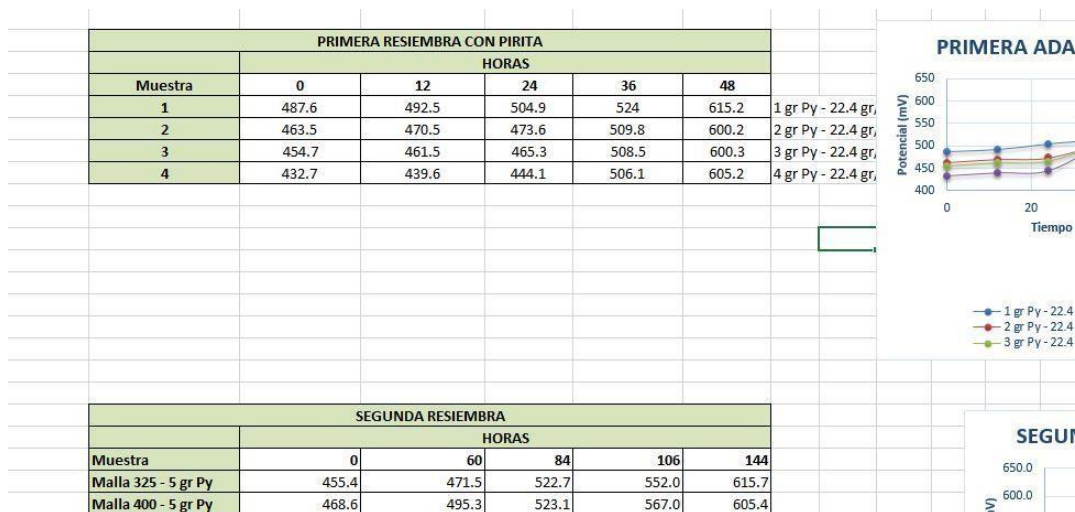 PRIMERA RESIEMBRA CON PIRITA
HORAS
Muestra 0 12 24 36 48
1 487.6 492.5 504.9 524 615.2 1 gr Py - 22.4 gr/
2 463.5 470.5 473.6 509.8 600.2 2 gr Py - 22.4 gr/
3 454.7 461.5 465.3 508.5 600.3 3 gr Py - 22.4 gr/
4 432.7 439.6 444.1 506.1 605.2 4 gr Py - 22.4 gr/
PRIMERA ADA
Potencial (mV)
650
600
550
500
450
400
0 20
Tiempo
1 gr Py - 22.4
2 gr Py - 22.4
3 gr Py - 22.4
SEGUNDA RESIEMBRA
HORAS
Muestra 0 60 84 106 144
Malla 325 - 5 gr Py 455.4 471.5 522.7 552.0 615.7
Malla 400 - 5 gr Py 468.6 495.3 523.1 567.0 605.4
SEGUN
650.0
600.0